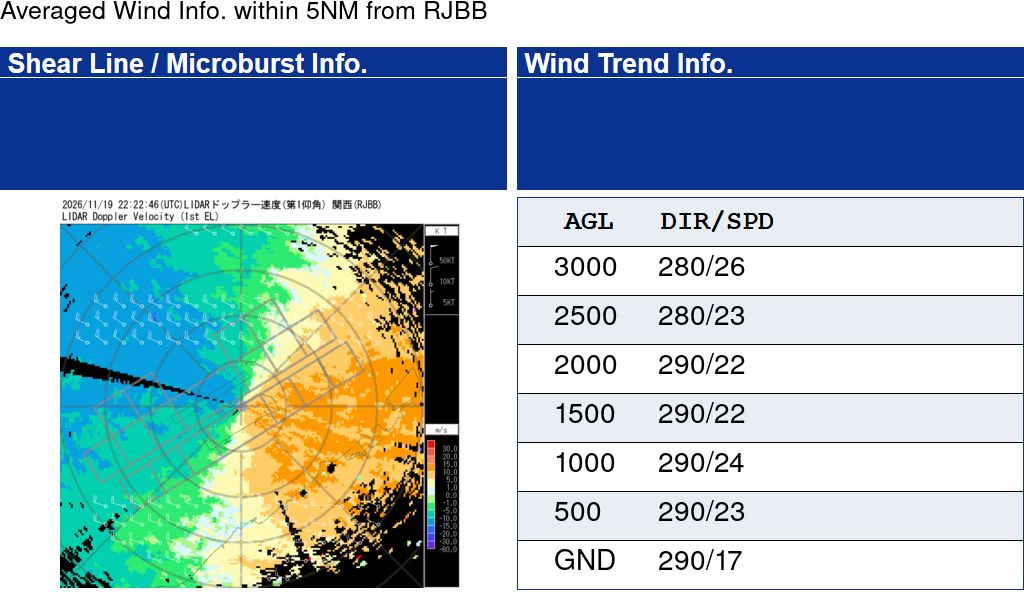 Averaged Wind Info. within 5NM from RJBB
Shear Line / Microburst Info.
Wind Trend Info.
2026/11/19 22:22:46(UTC)LIDARドップラー速度(第1仰角) 関西(RJBB)
LIDAR Doppler Velocity (1st EL)
KT
50KT
10KT
5KT
m/s
30.0
20.0
15.0
10.0
5.0
1.0
0.0
-1.0
-5.0
-10.0
-15.0
-20.0
-30.0
-60.0
AGL DIR/SPD
3000 280/26
2500 280/23
2000 290/22
1500 290/22
1000 290/24
500 290/23
GND 290/17